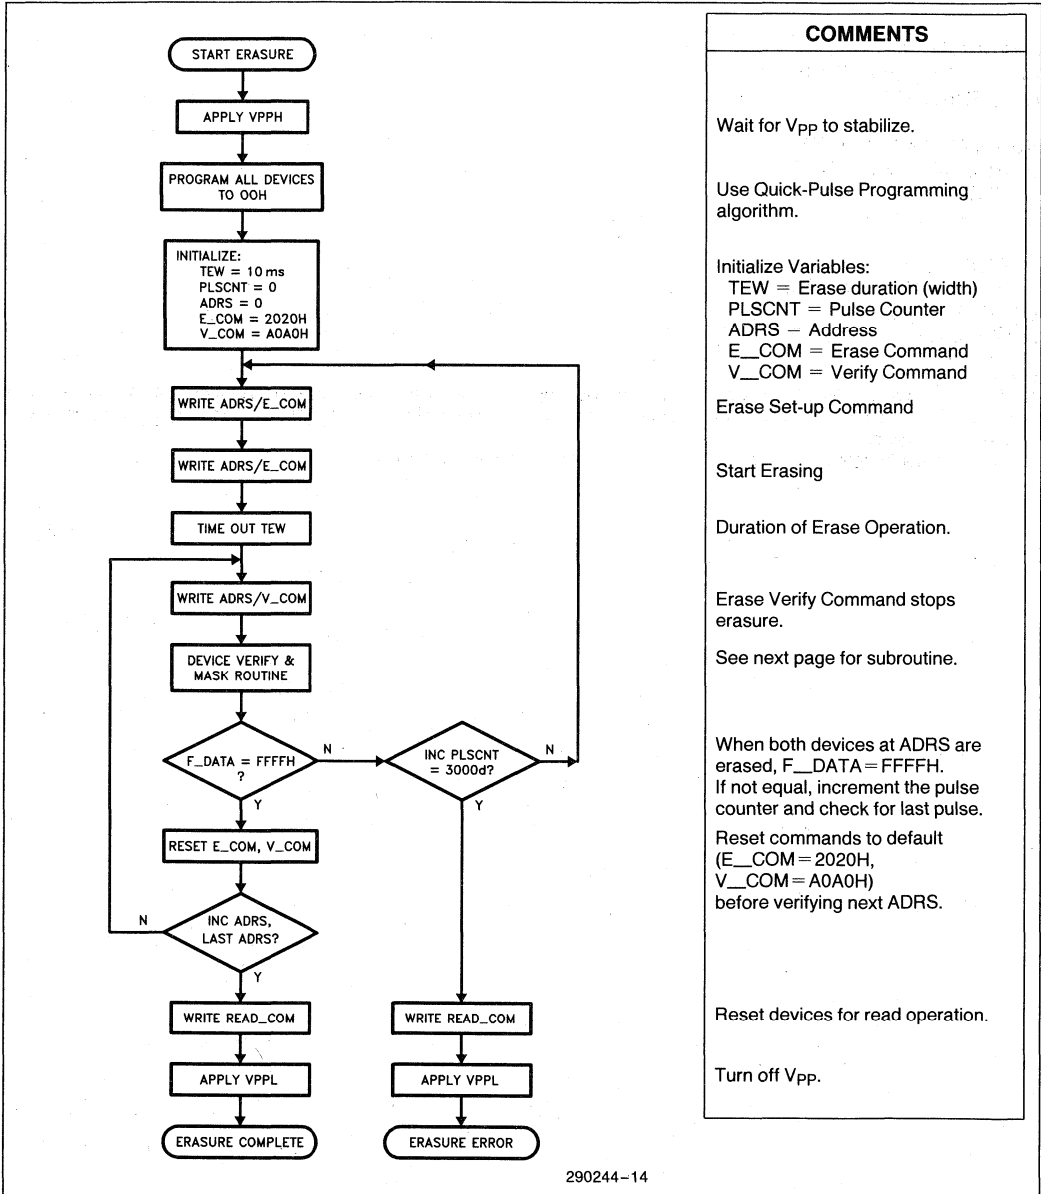 START ERASURE
APPLY VPPH
PROGRAM ALL DEVICES
TO OOH
INITIALIZE:
TEW = 10 ms
PLSCNT = 0
ADRS = 0
E_COM = 2020H
V_COM = A0A0H
WRITE ADRS/E_COM
WRITE ADRS/E_COM
TIME OUT TEW
WRITE ADRS/V_COM
DEVICE VERIFY &
MASK ROUTINE
F_DATA = FFFFH
?
N
Y
INC PLSCNT
= 3000d?
N
Y
RESET E_COM, V_COM
INC ADRS,
LAST ADRS?
N
Y
WRITE READ_COM
APPLY VPPL
ERASURE COMPLETE
WRITE READ_COM
APPLY VPPL
ERASURE ERROR
COMMENTS
Wait for VPP to stabilize.
Use Quick-Pulse Programming
algorithm.
Initialize Variables:
TEW = Erase duration (width)
PLSCNT = Pulse Counter
ADRS – Address
E__COM = Erase Command
V__COM = Verify Command
Erase Set-up Command
Start Erasing
Duration of Erase Operation.
Erase Verify Command stops
erasure.
See next page for subroutine.
When both devices at ADRS are
erased, F__DATA=FFFFH.
If not equal, increment the pulse
counter and check for last pulse.
Reset commands to default
(E__COM=2020H,
V__COM=A0A0H)
before verifying next ADRS.
Reset devices for read operation.
Turn off VPP.
290244–14